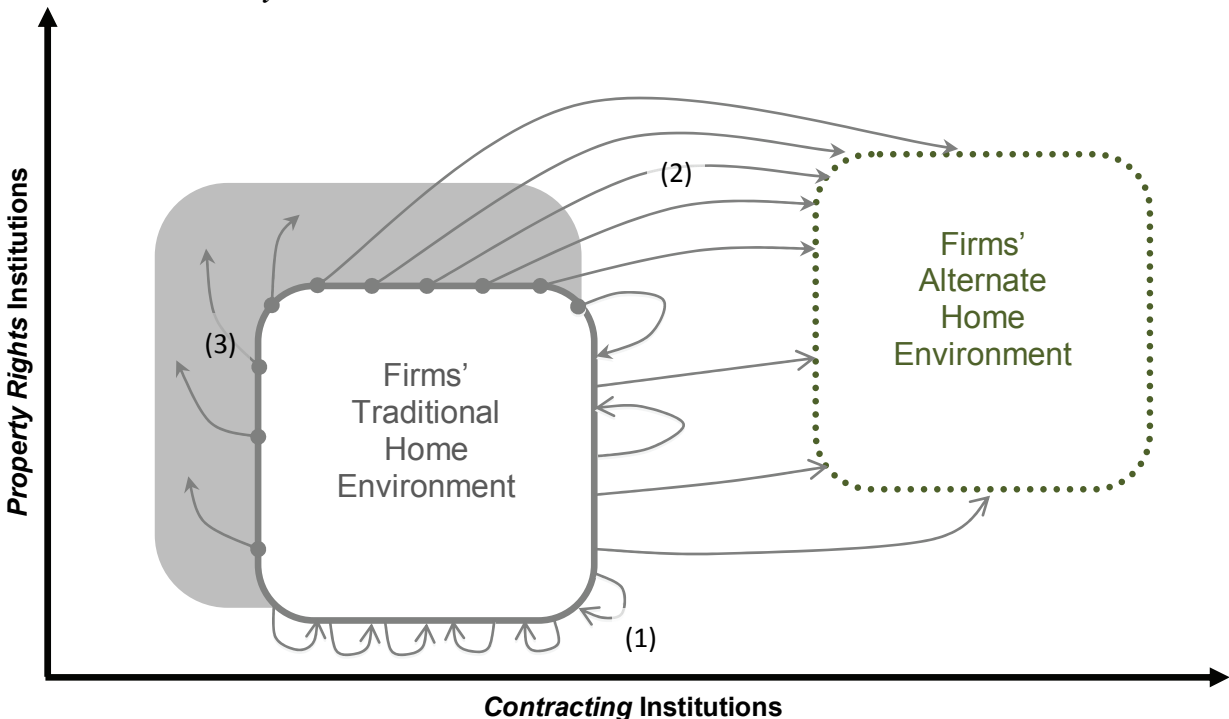 Property Rights Institutions
(2)
Firms'
Alternate
Home
Environment
(3)
Firms'
Traditional
Home
Environment
(1)
Contracting Institutions